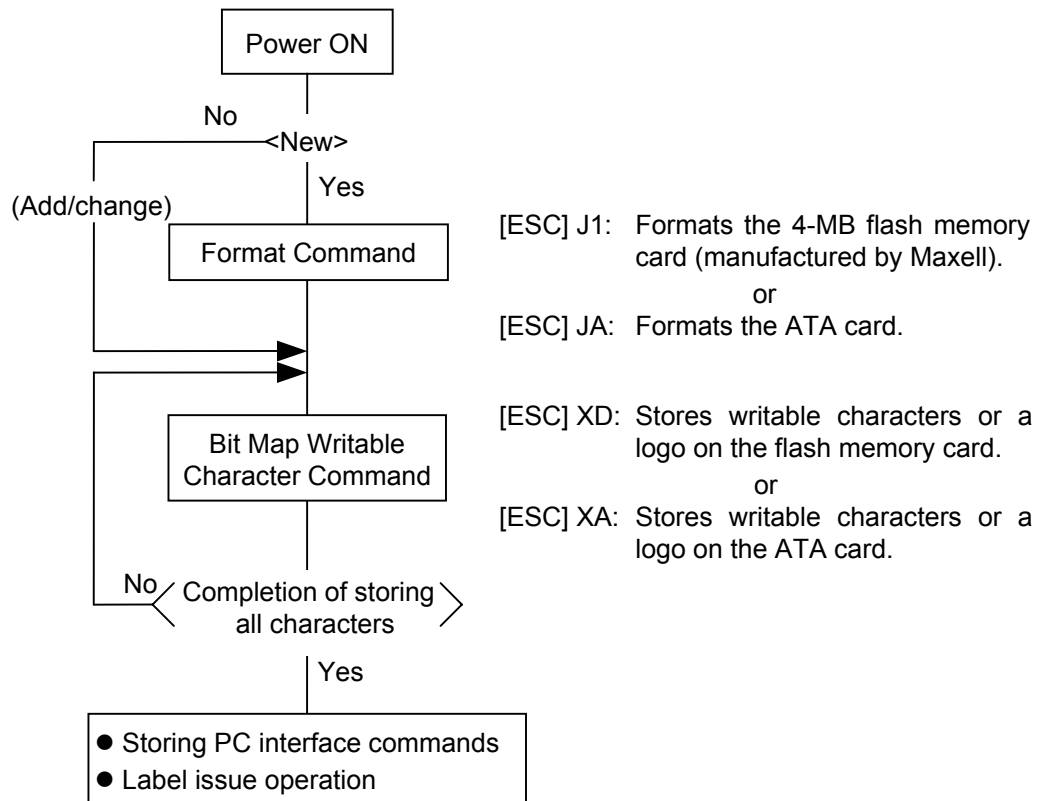 Power ON
No
<New>
Yes
(Add/change)
Format Command
[ESC] J1: Formats the 4-MB flash memory
card (manufactured by Maxell).
or
[ESC] JA: Formats the ATA card.
Bit Map Writable
Character Command
[ESC] XD: Stores writable characters or a
logo on the flash memory card.
or
[ESC] XA: Stores writable characters or a
logo on the ATA card.
No
Completion of storing
all characters
Yes
● Storing PC interface commands
● Label issue operation